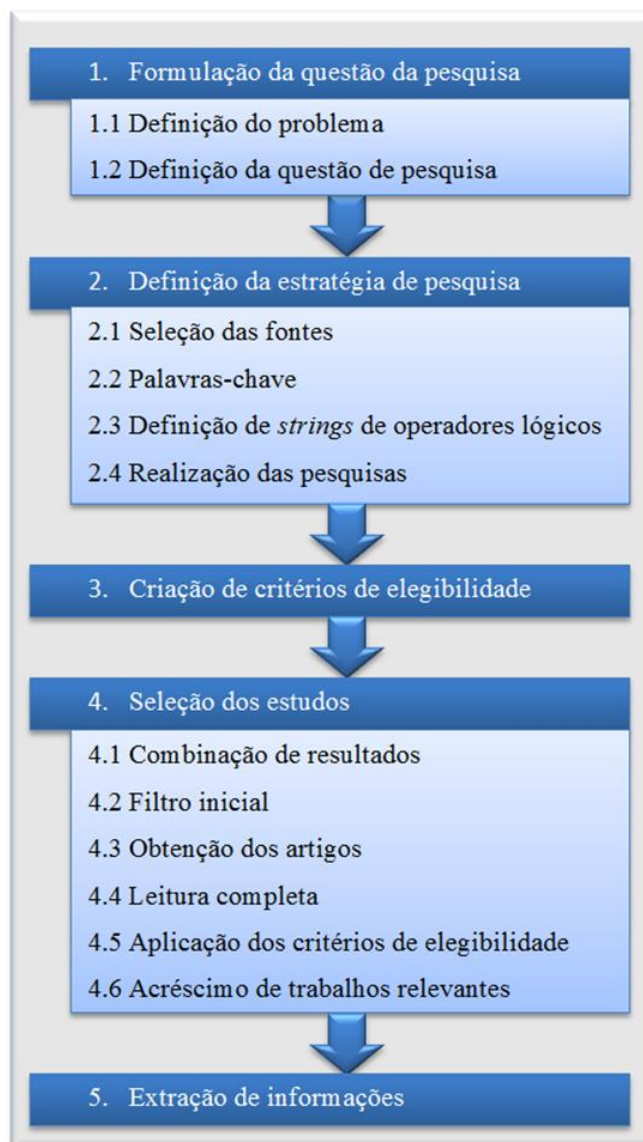 1. Formulação da questão da pesquisa
1.1 Definição do problema
1.2 Definição da questão de pesquisa
2. Definição da estratégia de pesquisa
2.1 Seleção das fontes
2.2 Palavras-chave
2.3 Definição de strings de operadores lógicos
2.4 Realização das pesquisas
3. Criação de critérios de elegibilidade
4. Seleção dos estudos
4.1 Combinação de resultados
4.2 Filtro inicial
4.3 Obtenção dos artigos
4.4 Leitura completa
4.5 Aplicação dos critérios de elegibilidade
4.6 Acréscimo de trabalhos relevantes
5. Extração de informações